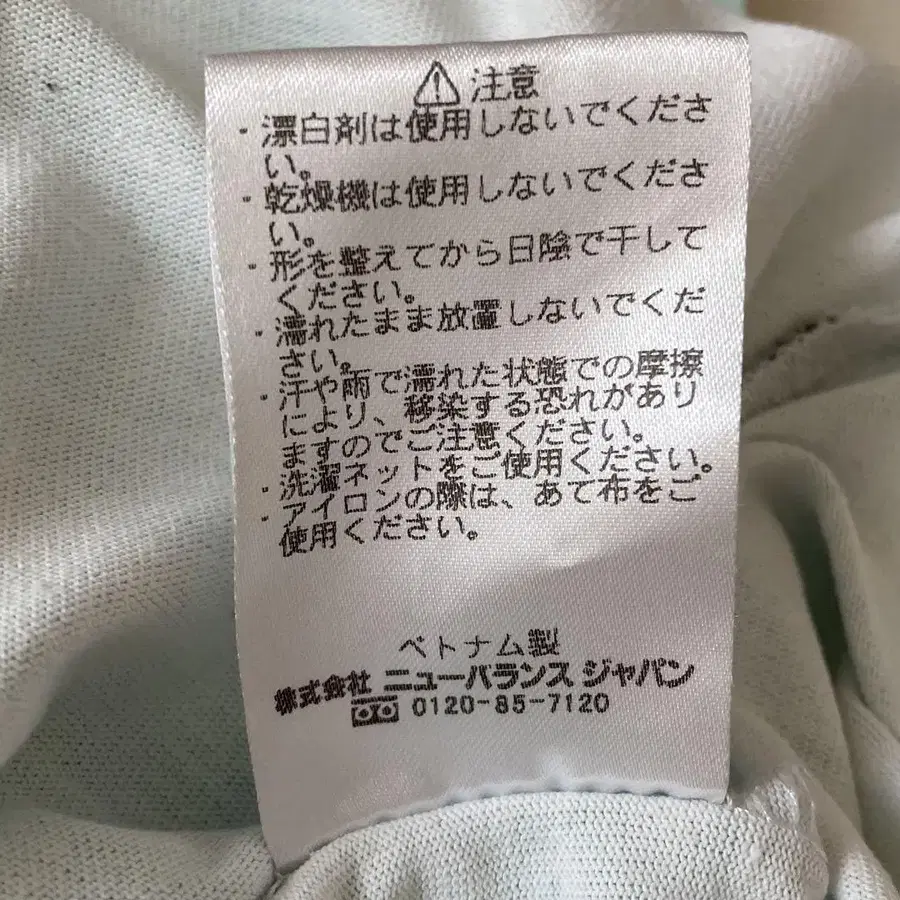 ⚠注意
・漂白剤は使用しないでくださ
い。
・乾燥機は使用しないでくださ
い。
・形を整えてから日陰で干して
ください。
・濡れたまま放置しないでくだ
さい。
・汗や雨で濡れた状態での摩擦
により、移染する恐れがあり
ますのでご注意ください。
・洗濯ネットをご使用ください。
・アイロンの際は、あて布をご
使用ください。
ベトナム製
株式会社 ニューバランス ジャパン
0120-85-7120